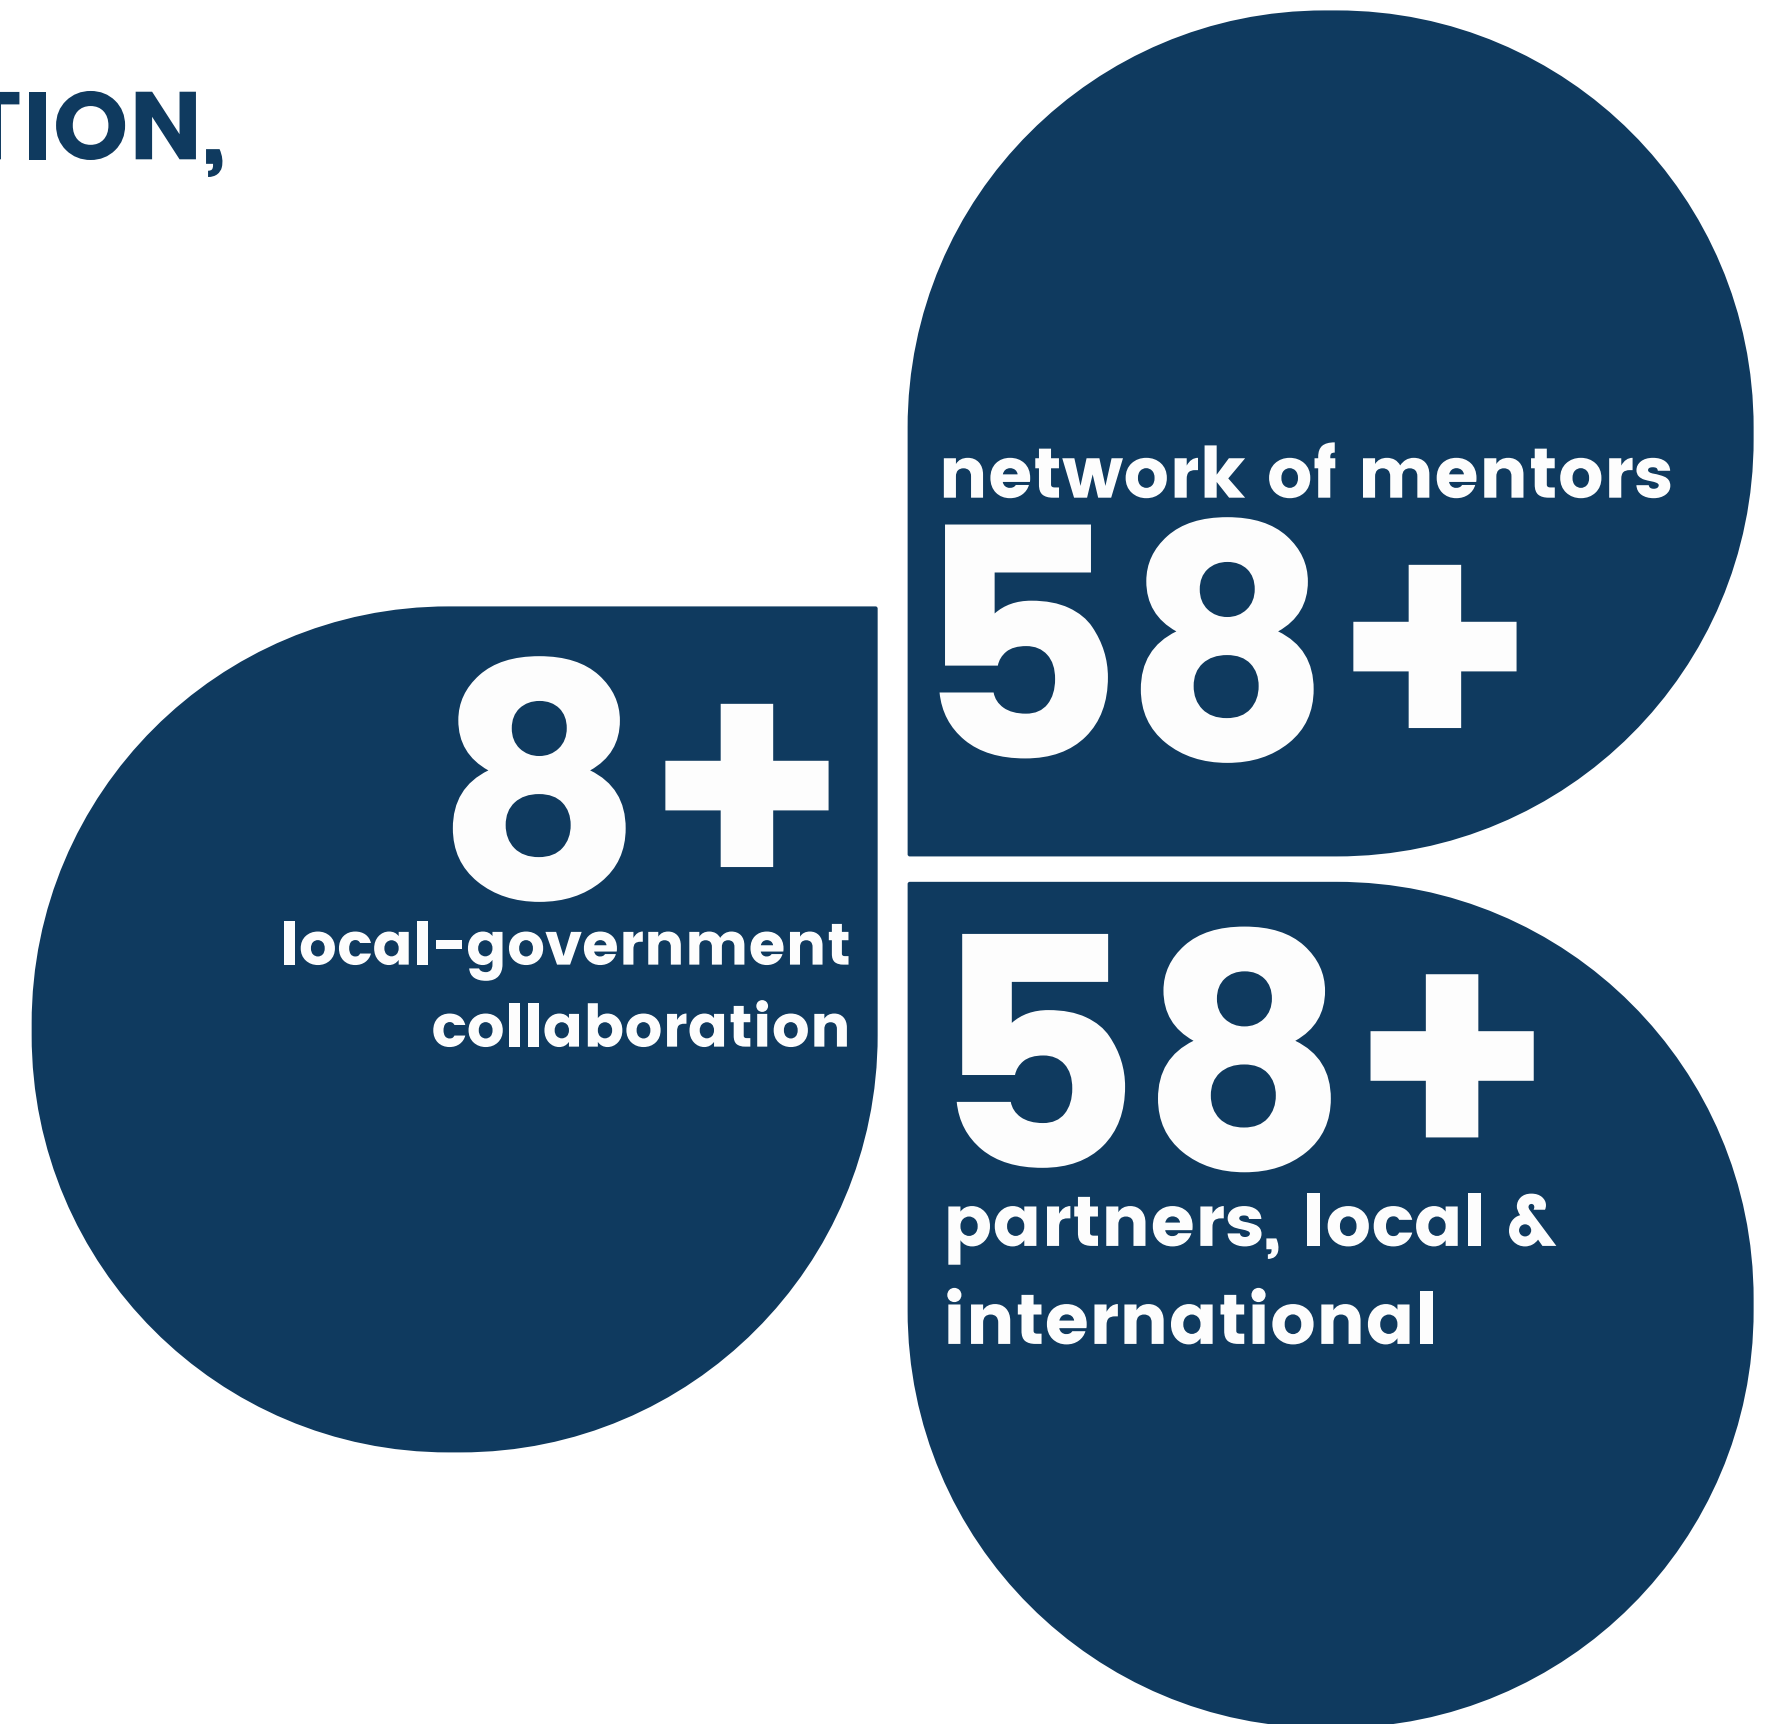 TION,
network of mentors
58+
8+
local-government
collaboration
58+
partners, local &
international